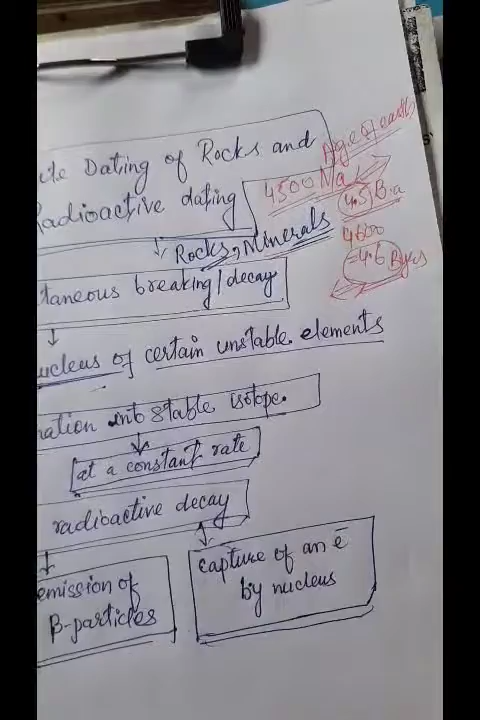 Dating of Rocks and
Radioactive dating
Age of earth
4500 Ma
4.5 B.a
4600
=4.6 Byrs
Rocks, Minerals
taneous breaking/decay
nucleus of certain unstable elements
mation into stable isotope.
at a constant rate
radioactive decay
emission of
β-particles
capture of an ē
by nucleus